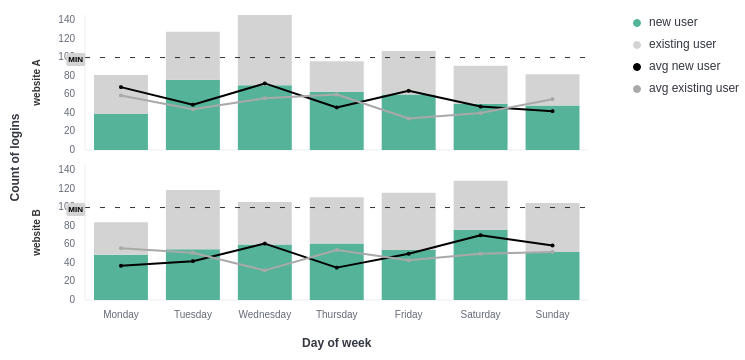 new user
existing user
avg new user
avg existing user
Count of logins
website A
140
120
100
MIN
80
60
40
20
0
website B
140
120
100
MIN
80
60
40
20
0
Monday Tuesday Wednesday Thursday Friday Saturday Sunday
Day of week